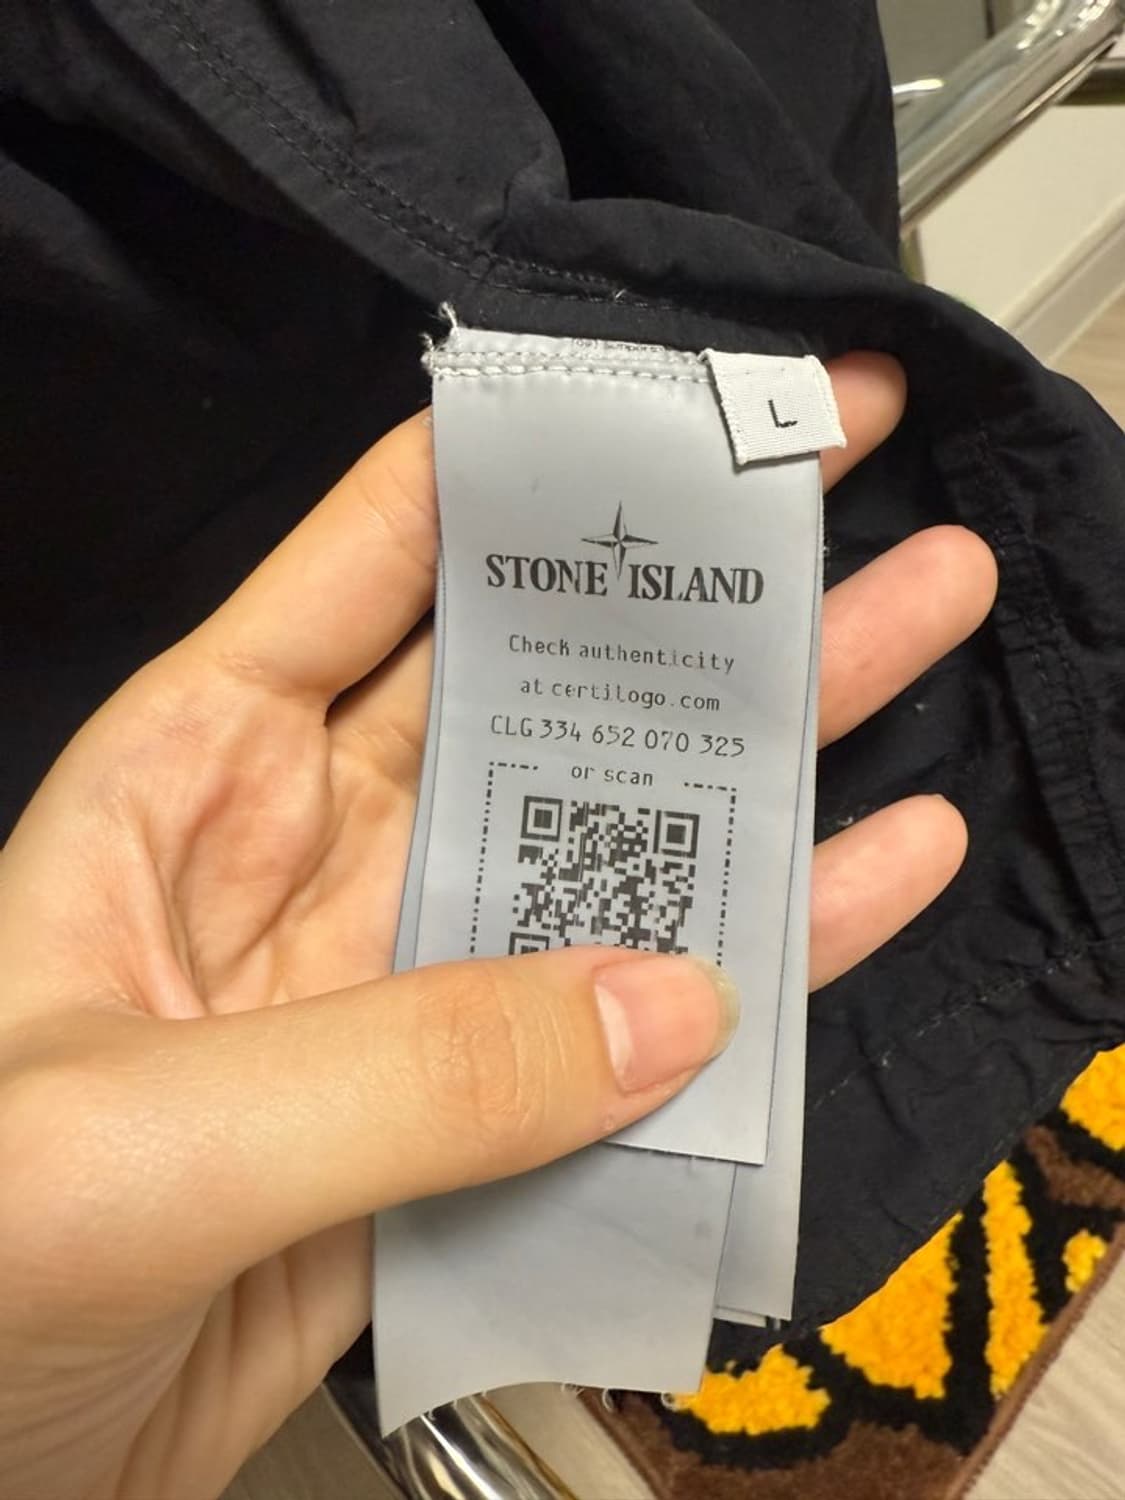 L
STONE ISLAND
Check authenticity
at certilogo.com
CLG 334 652 070 325
or scan